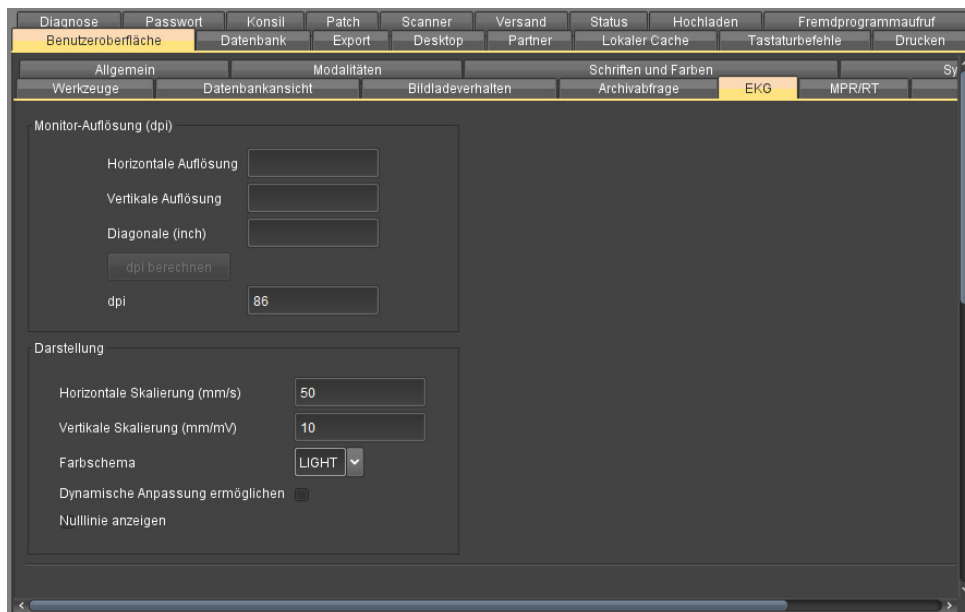 Diagnose Passwort Konsil Patch Scanner Versand Status Hochladen Fremdprogrammaufruf
Benutzeroberfläche Datenbank Export Desktop Partner Lokaler Cache Tastaturbefehle Drucken
Allgemein Modalitäten Schriften und Farben Sy
Werkzeuge Datenbankansicht Bildladeverhalten Archivabfrage EKG MPR/RT
Monitor-Auflösung (dpi)
Horizontale Auflösung
Vertikale Auflösung
Diagonale (inch)
dpi berechnen
dpi 86
Darstellung
Horizontale Skalierung (mm/s) 50
Vertikale Skalierung (mm/mV) 10
Farbschema LIGHT
Dynamische Anpassung ermöglichen
Nulllinie anzeigen